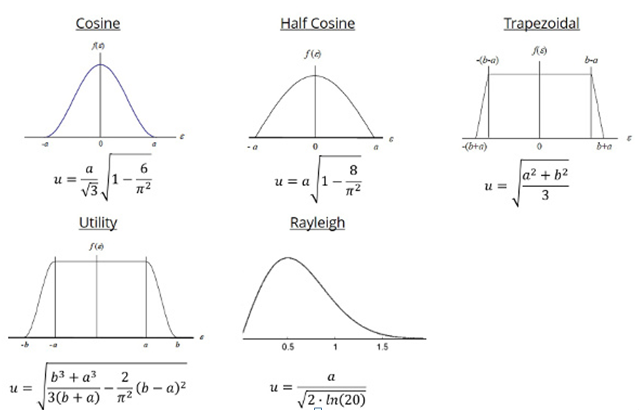 Cosine Half Cosine Trapezoidal
f(ε) f(ε) f(ε)
-(b-a) b-a
-a 0 a ε -a 0 a ε -(b+a) 0 b+a ε
u = a/√3 √(1 − 6/π²) u = a √(1 − 8/π²) u = √((a² + b²)/3)
Utility Rayleigh
f(ε)
-b -a a b ε 0.5 1 1.5
u = √((b³ + a³)/(3(b + a)) − 2/π² (b − a)²) u = a/√(2 · ln(20))